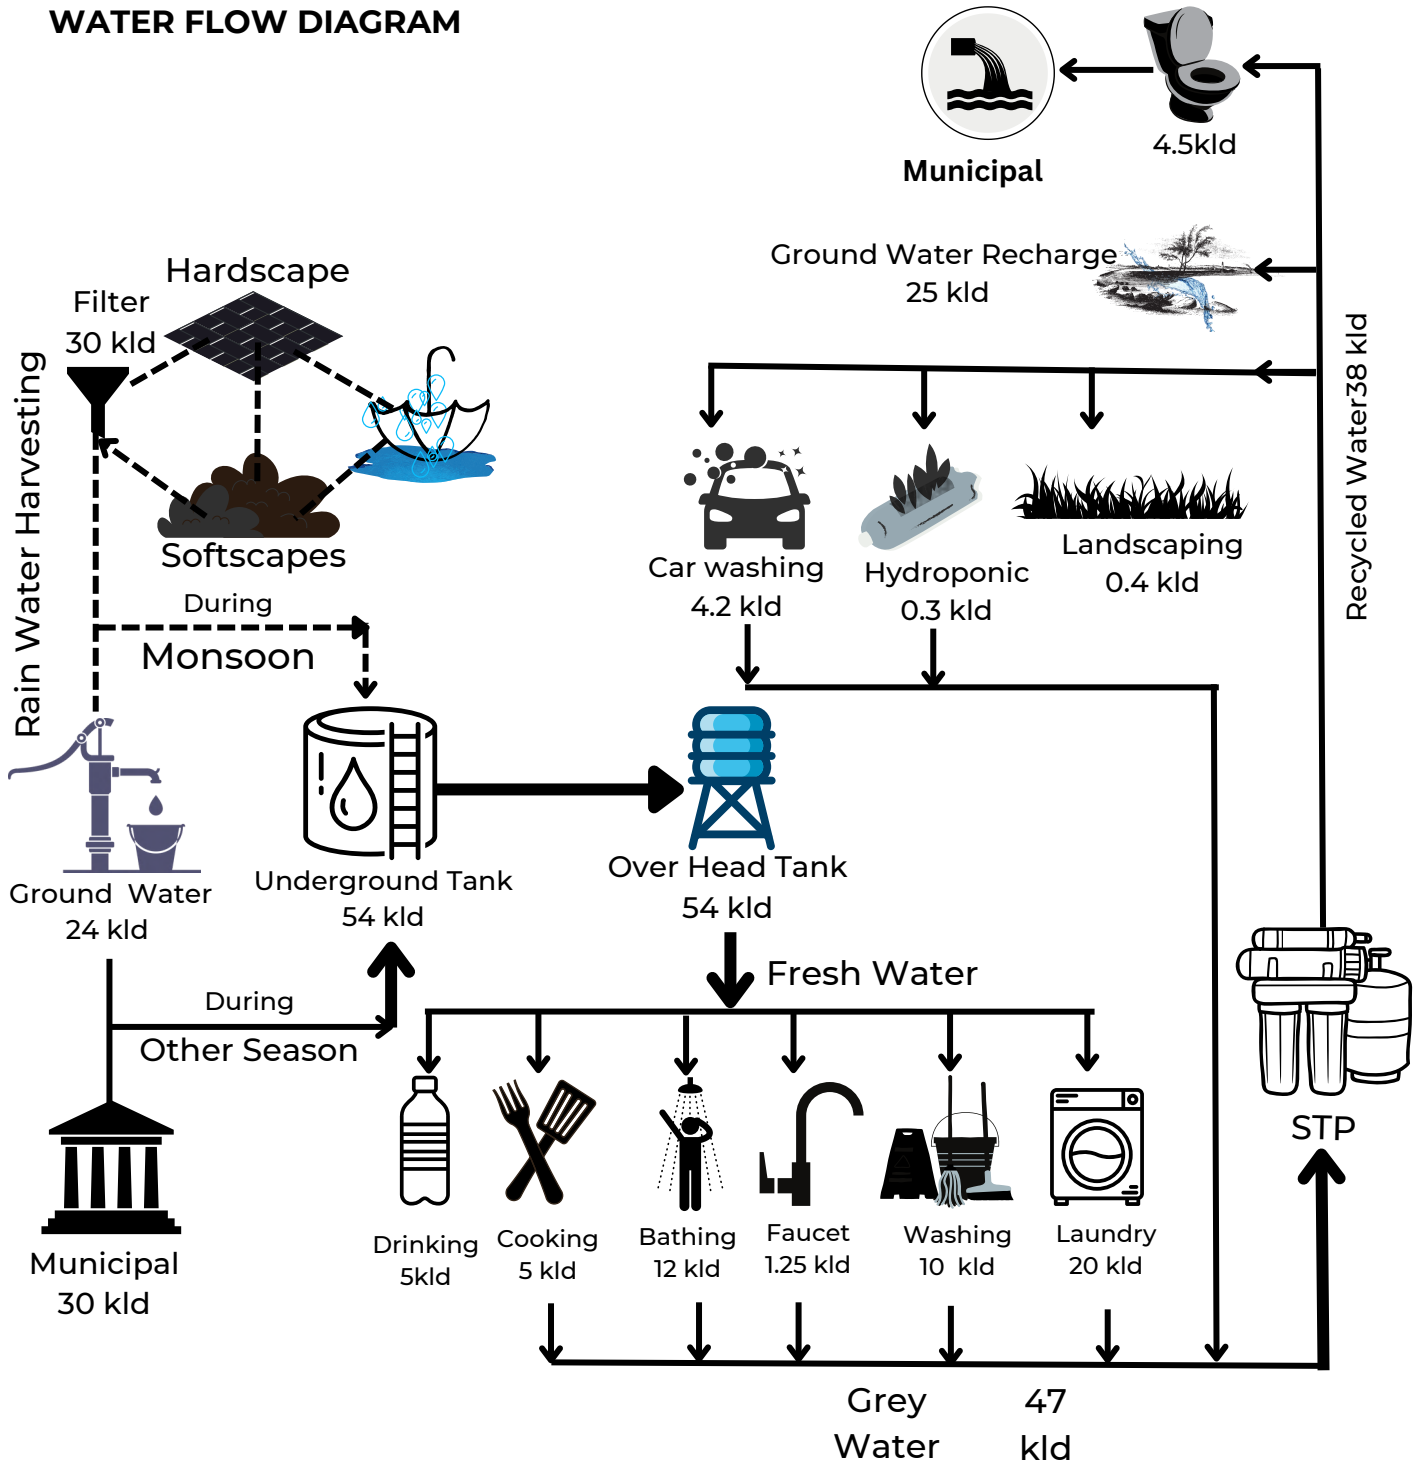 WATER FLOW DIAGRAM
4.5kld
Municipal
Ground Water Recharge
25 kld
Hardscape
Filter
30 kld
Rain Water Harvesting
Softscapes
During
Monsoon
Recycled Water38 kld
Car washing
4.2 kld
Hydroponic
0.3 kld
Landscaping
0.4 kld
Ground Water
24 kld
Underground Tank
54 kld
Over Head Tank
54 kld
Fresh Water
During
Other Season
Municipal
30 kld
Drinking
5kld
Cooking
5 kld
Bathing
12 kld
Faucet
1.25 kld
Washing
10 kld
Laundry
20 kld
STP
Grey 47
Water kld